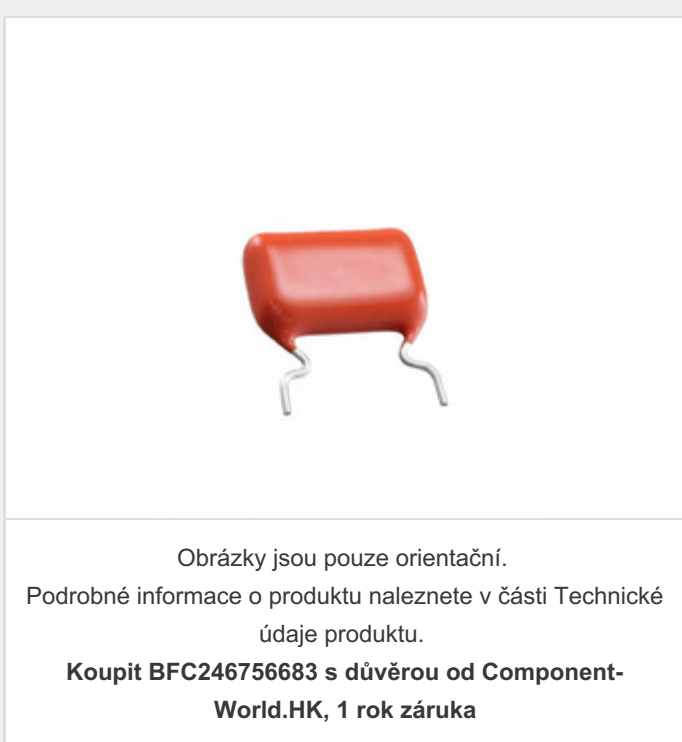 Obrázky jsou pouze orientační.
Podrobné informace o produktu naleznete v části Technické
údaje produktu.
Koupit BFC246756683 s důvěrou od Component-
World.HK, 1 rok záruka